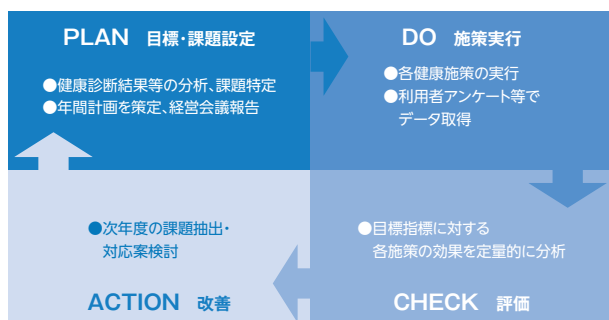 PLAN 目標・課題設定
●健康診断結果等の分析、課題特定
●年間計画を策定、経営会議報告
DO 施策実行
●各健康施策の実行
●利用者アンケート等で
データ取得
●次年度の課題抽出・
対応案検討
ACTION 改善
●目標指標に対する
各施策の効果を定量的に分析
CHECK 評価